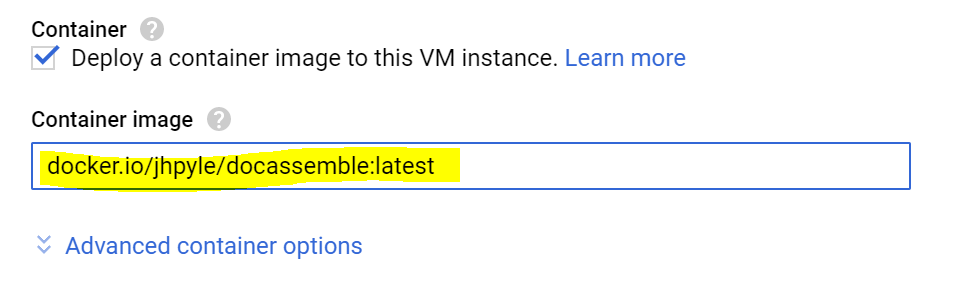 Container ?
Deploy a container image to this VM instance. Learn more
Container image ?
docker.io/jhpyle/docassemble:latest
Advanced container options